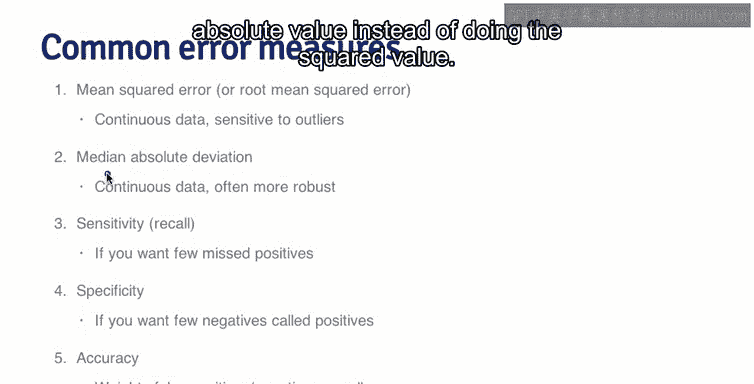 absolute value instead of doing the
squared value.
Common error measures
1. Mean squared error (or root mean squared error)
· Continuous data, sensitive to outliers
2. Median absolute deviation
· Continuous data, often more robust
3. Sensitivity (recall)
· If you want few missed positives
4. Specificity
· If you want few negatives called positives
5. Accuracy